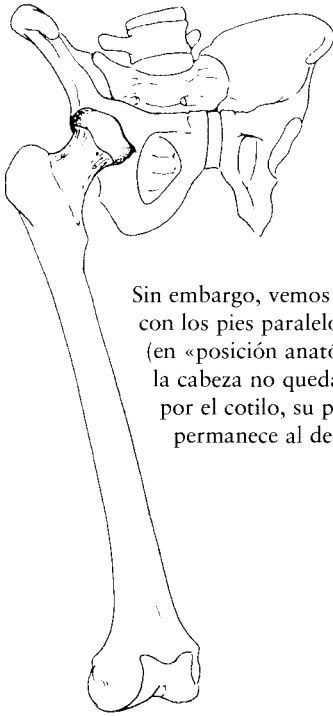 Sin embargo, vemos
con los pies paralelo
(en «posición anató
la cabeza no queda
por el cotilo, su p
permanece al de